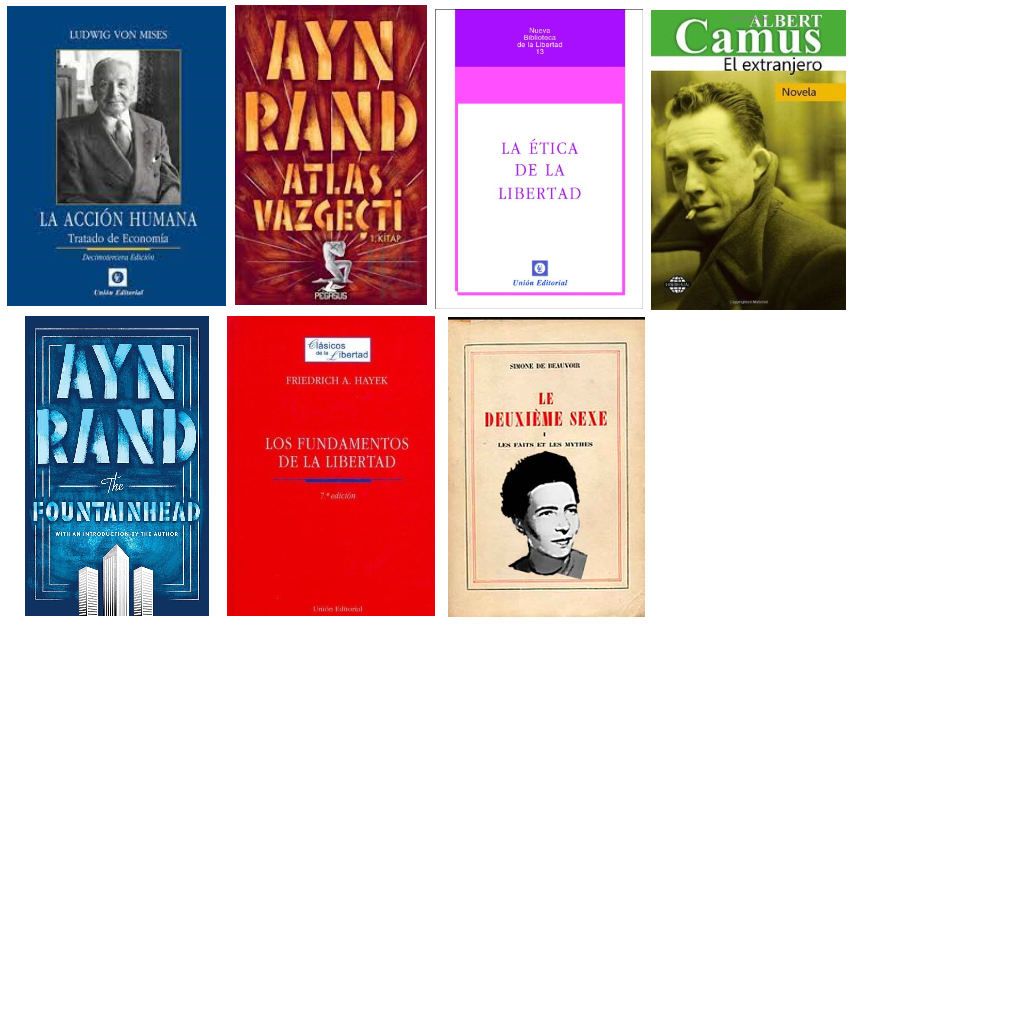 LUDWIG VON MISES
LA ACCIÓN HUMANA
Tratado de Economía
Decimotercera Edición
Unión Editorial
AYN
RAND
ATLAS
VAZGEÇTİ
1. KİTAP
PEGASUS
Nueva
Biblioteca
de la Libertad
13
LA ÉTICA
DE LA
LIBERTAD
Unión Editorial
ALBERT
Camus
El extranjero
Novela
Copyrighted Material
AYN
RAND
The
FOUNTAINHEAD
WITH AN INTRODUCTION BY THE AUTHOR
Clásicos
de la Libertad
FRIEDRICH A. HAYEK
LOS FUNDAMENTOS
DE LA LIBERTAD
7.ª edición
Unión Editorial
SIMONE DE BEAUVOIR
LE
DEUXIÈME SEXE
I
LES FAITS ET LES MYTHES